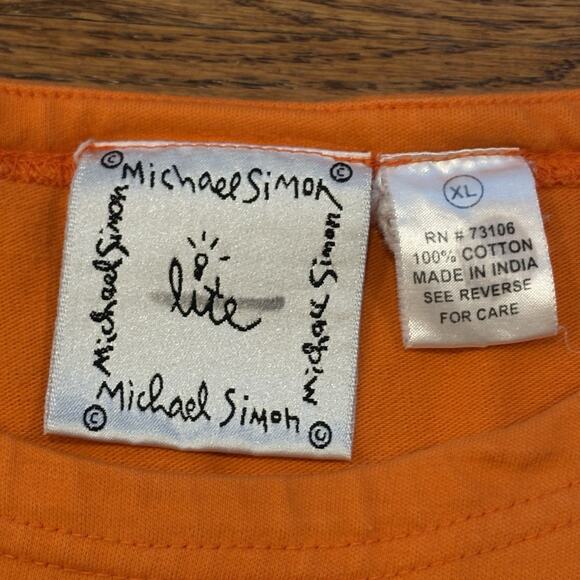 © Michael Simon ©
Michael Simon
Michael Simon
lite
© Michael Simon ©
XL
RN # 73106
100% COTTON
MADE IN INDIA
SEE REVERSE
FOR CARE